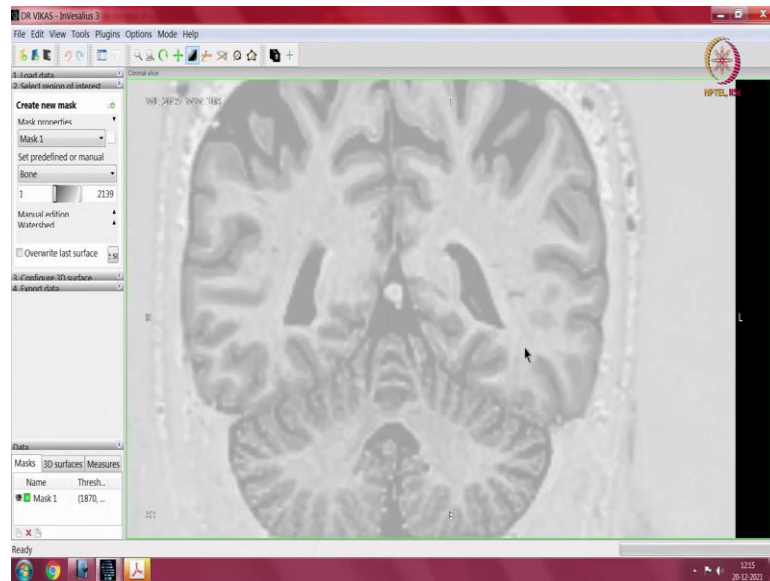 DR VIKAS - InVesalius 3
File Edit View Tools Plugins Options Mode Help
NPTEL,
1. Load data
Coronal slice
2. Select region of interest
Create new mask
Mask properties
Mask 1
Set predefined or manual
Bone
1 2139
Manual edition
Watershed
Overwrite last surface
3. Configure 3D surface
4. Export data
L
Data
Masks 3D surfaces Measures
Name Thresh..
Mask 1 (1870, ...
Ready
12:15
20-12-2021